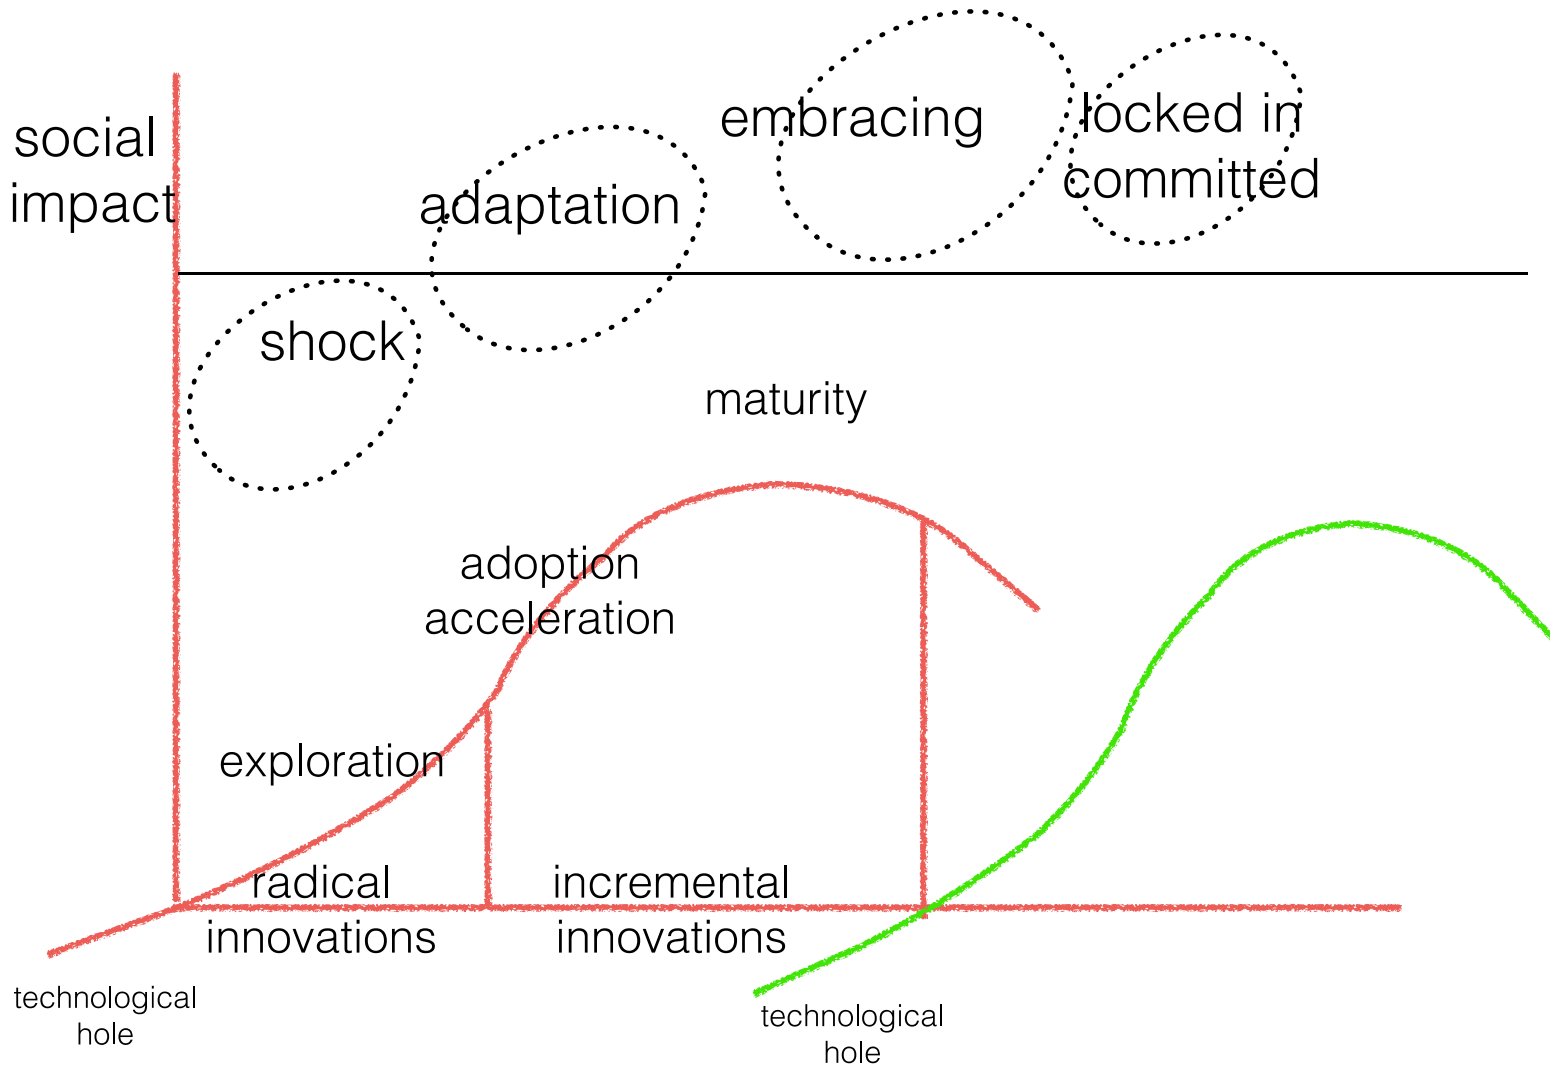 social
impact
embracing
locked in
committed
adaptation
shock
maturity
adoption
acceleration
exploration
radical
innovations
incremental
innovations
technological
hole
technological
hole